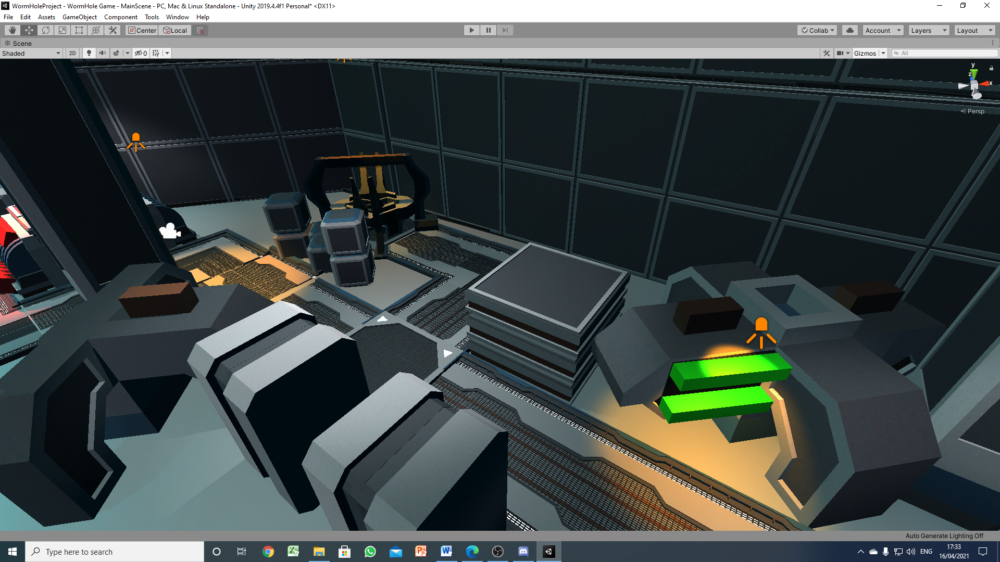 WormHoleProject - WormHole Game - MainScene - PC, Mac & Linux Standalone - Unity 2019.4.4f1 Personal* <DX11>
File Edit Assets GameObject Component Tools Window Help
Center Local Collab Account Layers Layout
Scene
Shaded 2D 0 Gizmos All
y
z x
Persp
Auto Generate Lighting Off
Type here to search
ENG 17:33
16/04/2021